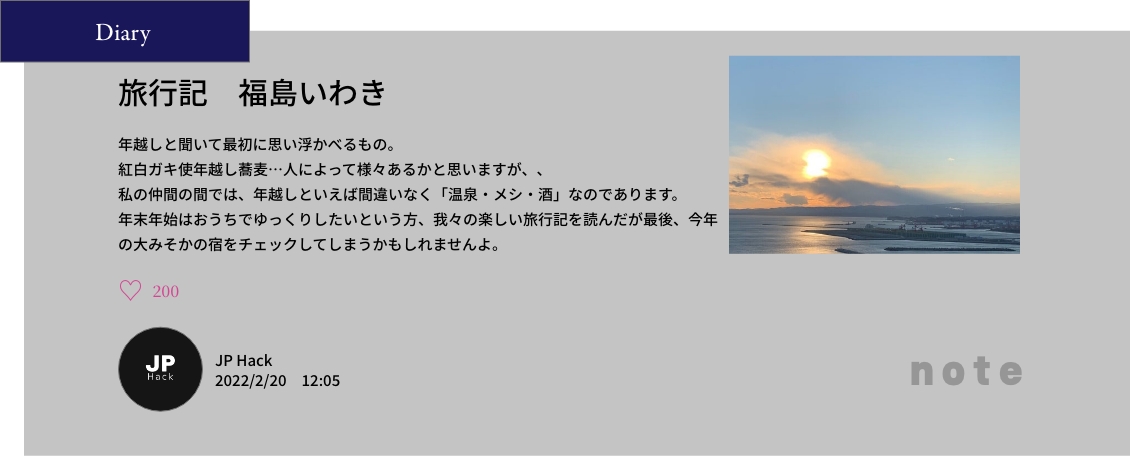 Diary
旅行記　福島いわき
年越しと聞いて最初に思い浮かべるもの。
紅白ガキ使年越し蕎麦…人によって様々あるかと思いますが、、
私の仲間の間では、年越しといえば間違いなく「温泉・メシ・酒」なのであります。
年末年始はおうちでゆっくりしたいという方、我々の楽しい旅行記を読んだが最後、今年
の大みそかの宿をチェックしてしまうかもしれませんよ。
♡ 200
JP
Hack
JP Hack
2022/2/20　12:05
note